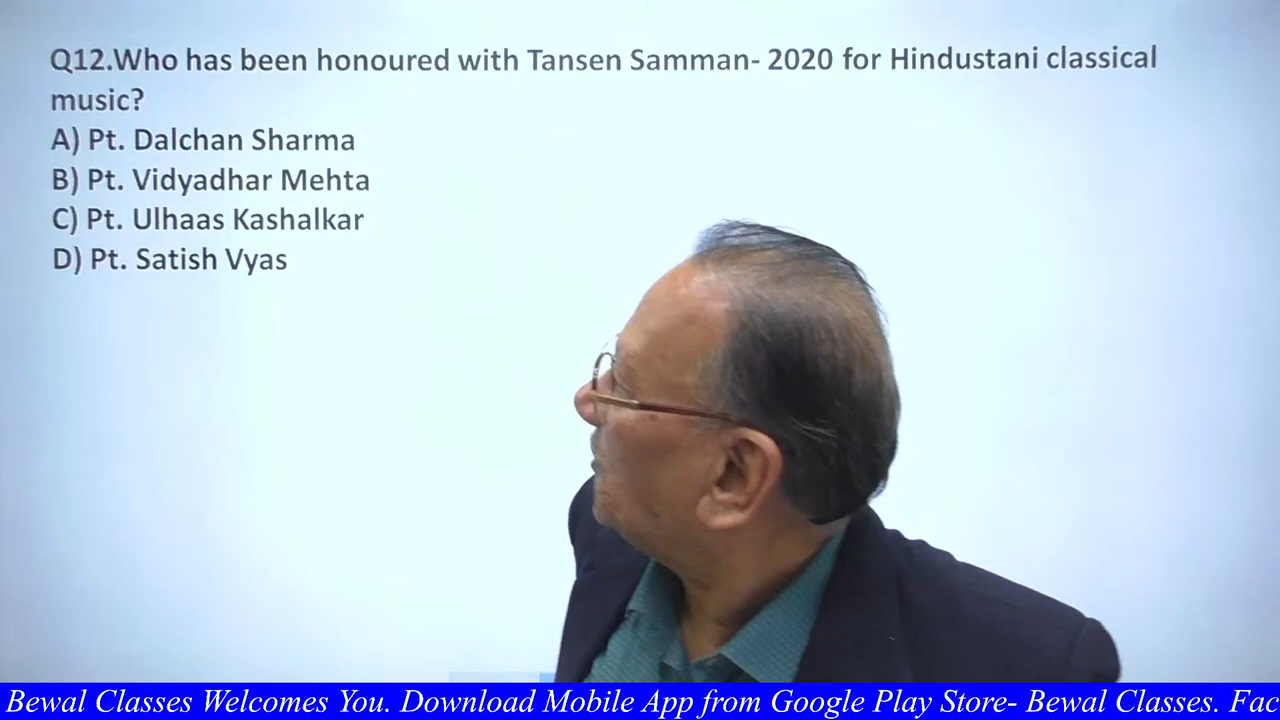 Q12.Who has been honoured with Tansen Samman- 2020 for Hindustani classical
music?
A) Pt. Dalchan Sharma
B) Pt. Vidyadhar Mehta
C) Pt. Ulhaas Kashalkar
D) Pt. Satish Vyas
Bewal Classes Welcomes You. Download Mobile App from Google Play Store- Bewal Classes. Fac